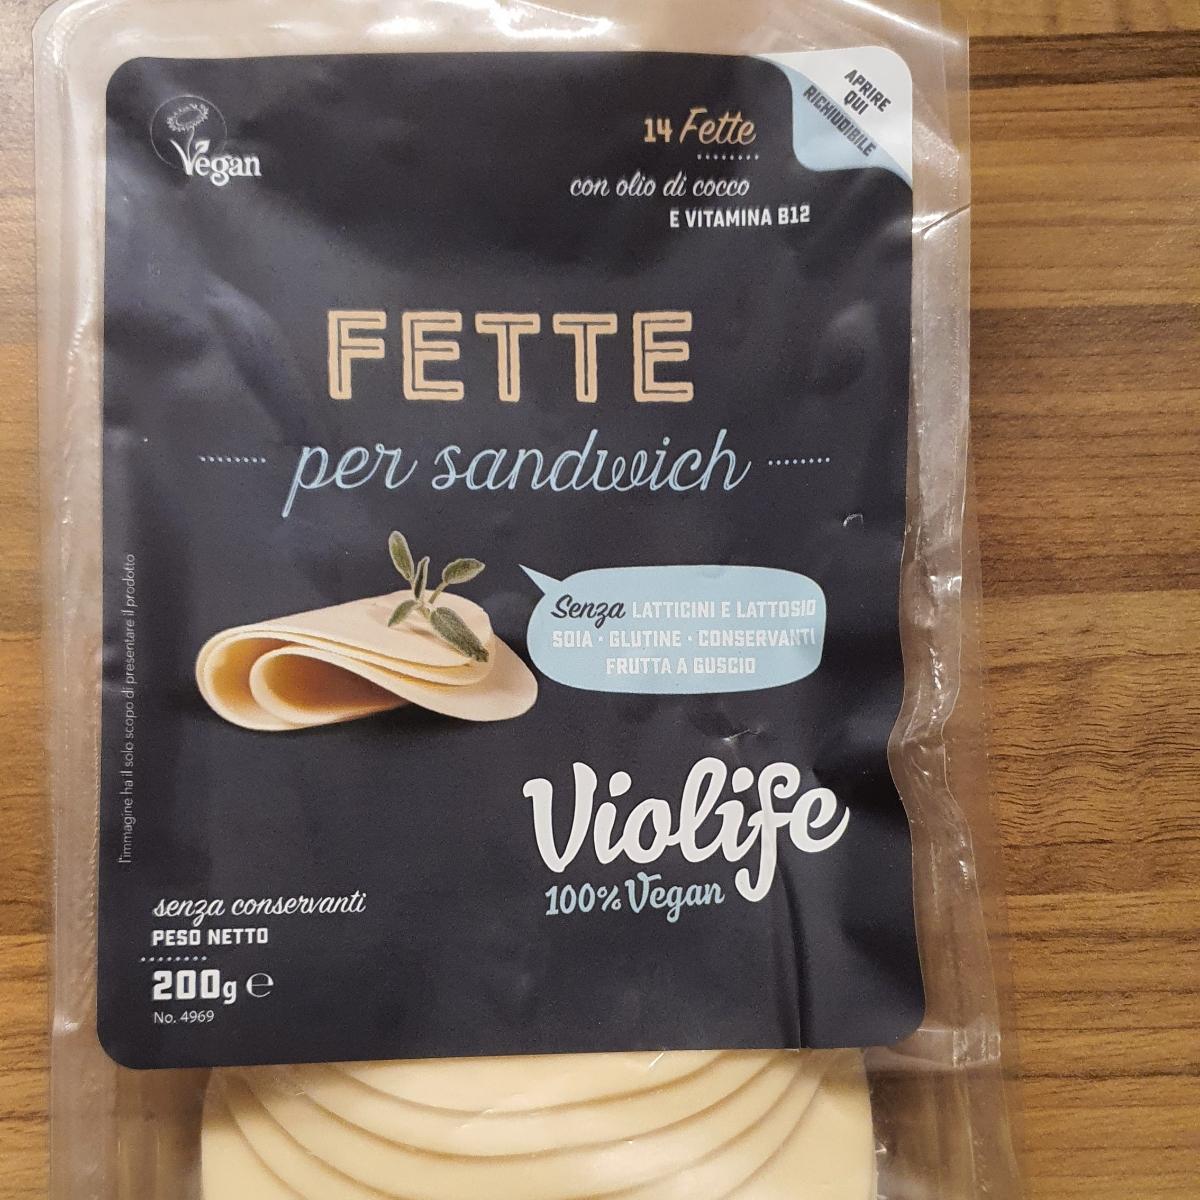 Vegan
14 Fette
con olio di cocco
E VITAMINA B12
APRIRE
QUI
RICHIUDIBILE
FETTE
per sandwich
Senza LATTICINI E LATTOSIO
SOIA · GLUTINE · CONSERVANTI
FRUTTA A GUSCIO
l'immagine ha il solo scopo di presentare il prodotto
Violife
100% Vegan
senza conservanti
PESO NETTO
200g ℮
No. 4969